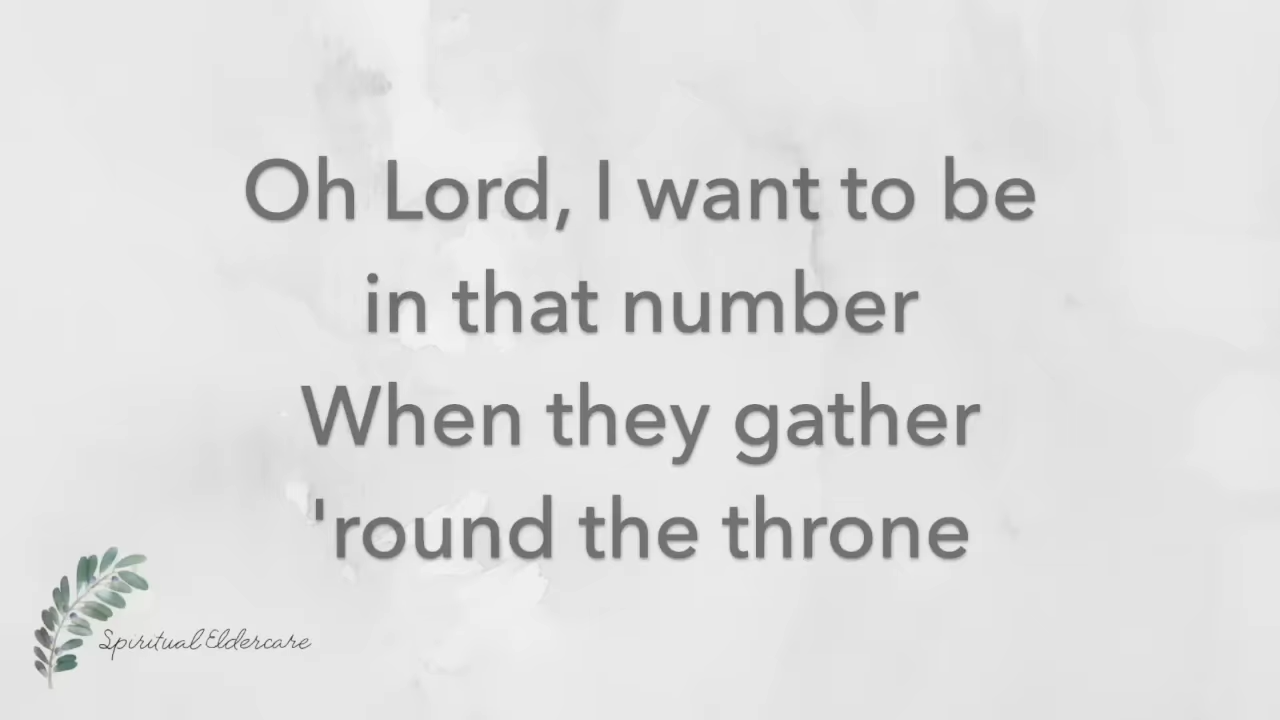 Oh Lord, I want to be
in that number
When they gather
'round the throne
Spiritual Eldercare